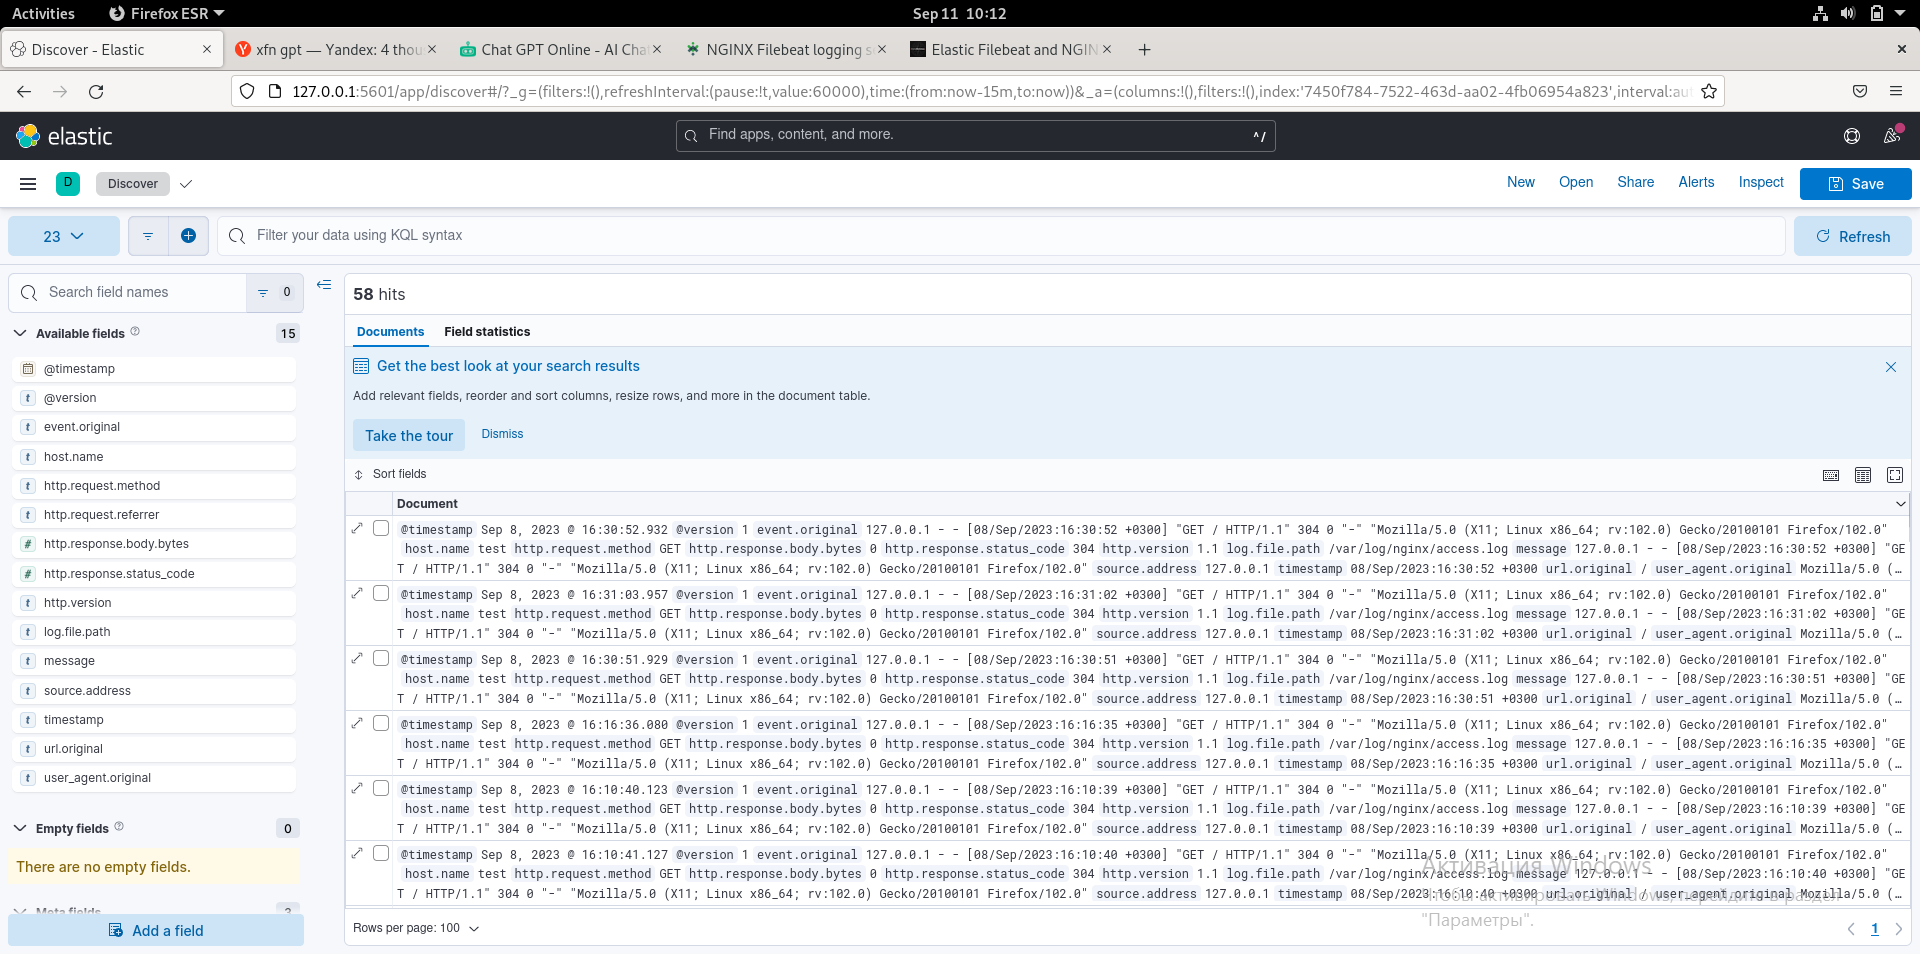 Activities Firefox ESR Sep 11 10:12
Discover - Elastic xfn gpt — Yandex: 4 thou Chat GPT Online - AI Cha NGINX Filebeat logging s Elastic Filebeat and NGIN
127.0.0.1:5601/app/discover#/?_g=(filters:!(),refreshInterval:(pause:!t,value:60000),time:(from:now-15m,to:now))&_a=(columns:!(),filters:!(),index:'7450f784-7522-463d-aa02-4fb06954a823',interval:au
elastic Find apps, content, and more. ^/
D Discover New Open Share Alerts Inspect Save
23 Filter your data using KQL syntax Refresh
Search field names 0
Available fields 15
@timestamp
@version
event.original
host.name
http.request.method
http.request.referrer
http.response.body.bytes
http.response.status_code
http.version
log.file.path
message
source.address
timestamp
url.original
user_agent.original
Empty fields 0
There are no empty fields.
Meta fields 3
Add a field
58 hits
Documents Field statistics
Get the best look at your search results
Add relevant fields, reorder and sort columns, resize rows, and more in the document table.
Take the tour Dismiss
Sort fields
Document
@timestamp Sep 8, 2023 @ 16:30:52.932 @version 1 event.original 127.0.0.1 - - [08/Sep/2023:16:30:52 +0300] "GET / HTTP/1.1" 304 0 "-" "Mozilla/5.0 (X11; Linux x86_64; rv:102.0) Gecko/20100101 Firefox/102.0"
host.name test http.request.method GET http.response.body.bytes 0 http.response.status_code 304 http.version 1.1 log.file.path /var/log/nginx/access.log message 127.0.0.1 - - [08/Sep/2023:16:30:52 +0300] "GE
T / HTTP/1.1" 304 0 "-" "Mozilla/5.0 (X11; Linux x86_64; rv:102.0) Gecko/20100101 Firefox/102.0" source.address 127.0.0.1 timestamp 08/Sep/2023:16:30:52 +0300 url.original / user_agent.original Mozilla/5.0 (…
@timestamp Sep 8, 2023 @ 16:31:03.957 @version 1 event.original 127.0.0.1 - - [08/Sep/2023:16:31:02 +0300] "GET / HTTP/1.1" 304 0 "-" "Mozilla/5.0 (X11; Linux x86_64; rv:102.0) Gecko/20100101 Firefox/102.0"
host.name test http.request.method GET http.response.body.bytes 0 http.response.status_code 304 http.version 1.1 log.file.path /var/log/nginx/access.log message 127.0.0.1 - - [08/Sep/2023:16:31:02 +0300] "GE
T / HTTP/1.1" 304 0 "-" "Mozilla/5.0 (X11; Linux x86_64; rv:102.0) Gecko/20100101 Firefox/102.0" source.address 127.0.0.1 timestamp 08/Sep/2023:16:31:02 +0300 url.original / user_agent.original Mozilla/5.0 (…
@timestamp Sep 8, 2023 @ 16:30:51.929 @version 1 event.original 127.0.0.1 - - [08/Sep/2023:16:30:51 +0300] "GET / HTTP/1.1" 304 0 "-" "Mozilla/5.0 (X11; Linux x86_64; rv:102.0) Gecko/20100101 Firefox/102.0"
host.name test http.request.method GET http.response.body.bytes 0 http.response.status_code 304 http.version 1.1 log.file.path /var/log/nginx/access.log message 127.0.0.1 - - [08/Sep/2023:16:30:51 +0300] "GE
T / HTTP/1.1" 304 0 "-" "Mozilla/5.0 (X11; Linux x86_64; rv:102.0) Gecko/20100101 Firefox/102.0" source.address 127.0.0.1 timestamp 08/Sep/2023:16:30:51 +0300 url.original / user_agent.original Mozilla/5.0 (…
@timestamp Sep 8, 2023 @ 16:16:36.080 @version 1 event.original 127.0.0.1 - - [08/Sep/2023:16:16:35 +0300] "GET / HTTP/1.1" 304 0 "-" "Mozilla/5.0 (X11; Linux x86_64; rv:102.0) Gecko/20100101 Firefox/102.0"
host.name test http.request.method GET http.response.body.bytes 0 http.response.status_code 304 http.version 1.1 log.file.path /var/log/nginx/access.log message 127.0.0.1 - - [08/Sep/2023:16:16:35 +0300] "GE
T / HTTP/1.1" 304 0 "-" "Mozilla/5.0 (X11; Linux x86_64; rv:102.0) Gecko/20100101 Firefox/102.0" source.address 127.0.0.1 timestamp 08/Sep/2023:16:16:35 +0300 url.original / user_agent.original Mozilla/5.0 (…
@timestamp Sep 8, 2023 @ 16:10:40.123 @version 1 event.original 127.0.0.1 - - [08/Sep/2023:16:10:39 +0300] "GET / HTTP/1.1" 304 0 "-" "Mozilla/5.0 (X11; Linux x86_64; rv:102.0) Gecko/20100101 Firefox/102.0"
host.name test http.request.method GET http.response.body.bytes 0 http.response.status_code 304 http.version 1.1 log.file.path /var/log/nginx/access.log message 127.0.0.1 - - [08/Sep/2023:16:10:39 +0300] "GE
T / HTTP/1.1" 304 0 "-" "Mozilla/5.0 (X11; Linux x86_64; rv:102.0) Gecko/20100101 Firefox/102.0" source.address 127.0.0.1 timestamp 08/Sep/2023:16:10:39 +0300 url.original / user_agent.original Mozilla/5.0 (…
@timestamp Sep 8, 2023 @ 16:10:41.127 @version 1 event.original 127.0.0.1 - - [08/Sep/2023:16:10:40 +0300] "GET / HTTP/1.1" 304 0 "-" "Mozilla/5.0 (X11; Linux x86_64; rv:102.0) Gecko/20100101 Firefox/102.0"
host.name test http.request.method GET http.response.body.bytes 0 http.response.status_code 304 http.version 1.1 log.file.path /var/log/nginx/access.log message 127.0.0.1 - - [08/Sep/2023:16:10:40 +0300] "GE
T / HTTP/1.1" 304 0 "-" "Mozilla/5.0 (X11; Linux x86_64; rv:102.0) Gecko/20100101 Firefox/102.0" source.address 127.0.0.1 timestamp 08/Sep/2023:16:10:40 +0300 url.original / user_agent.original Mozilla/5.0 (…
Активация Windows
Чтобы активировать Windows, перейдите в раздел
"Параметры".
Rows per page: 100 1